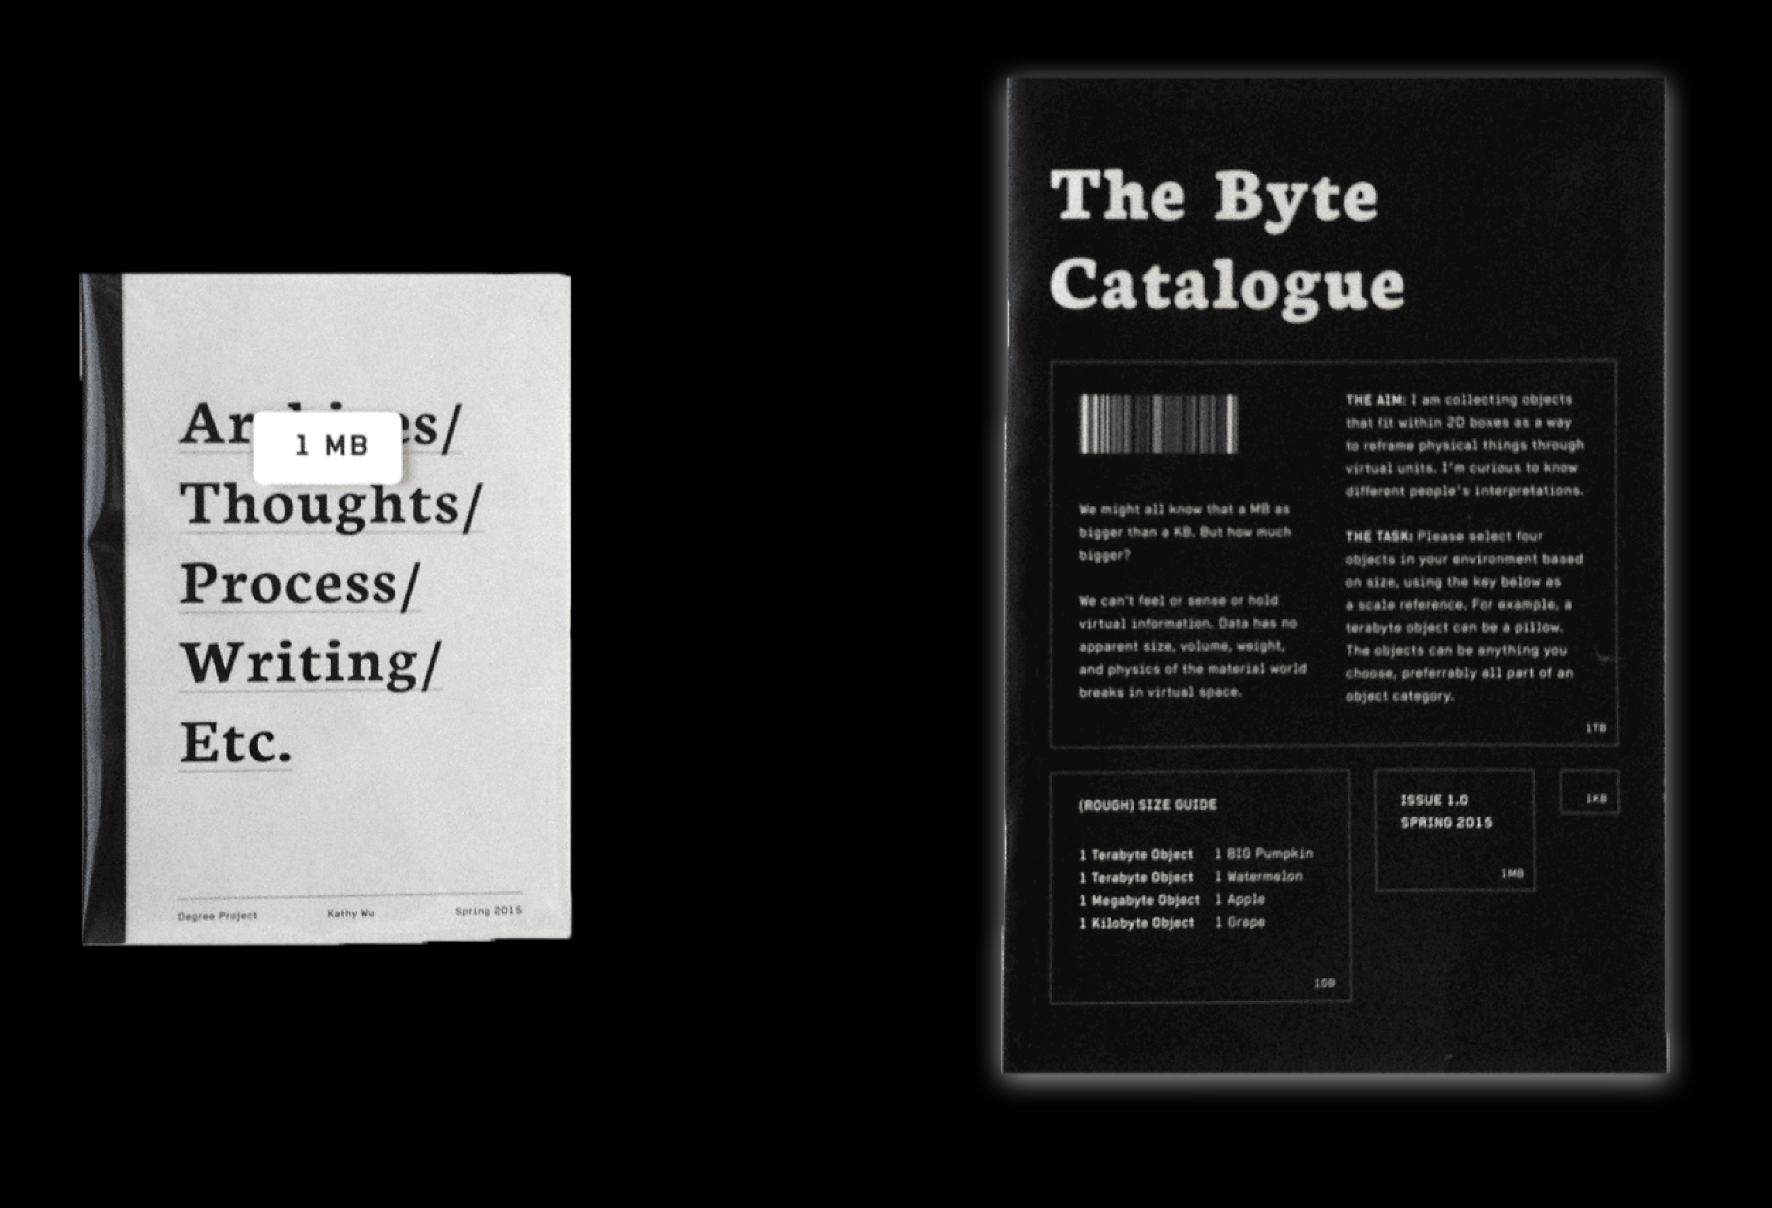 1 MB
Thoughts/
Process/
Writing/
Etc.
Degree Project
Kathy Wu
Spring 2015
The Byte
Catalogue
We might all know that a MB as
bigger than a KB. But how much
bigger?
We can't feel or sense or hold
virtual information. Data has no
apparent size, volume, weight,
and physics of the material world
breaks in virtual space.
THE AIM: I am collecting objects
that fit within 2D boxes as a way
to reframe physical things through
virtual units. I'm curious to know
different people's interpretations.
THE TASK: Please select four
objects in your environment based
on size, using the key below as
a scale reference. For example, a
terabyte object can be a pillow.
The objects can be anything you
choose, preferrably all part of an
object category.
1TB
(ROUGH) SIZE GUIDE
1 Terabyte Object 1 BIG Pumpkin
1 Terabyte Object 1 Watermelon
1 Megabyte Object 1 Apple
1 Kilobyte Object 1 Grape
1GB
ISSUE 1.0
SPRING 2015
1MB
1KB